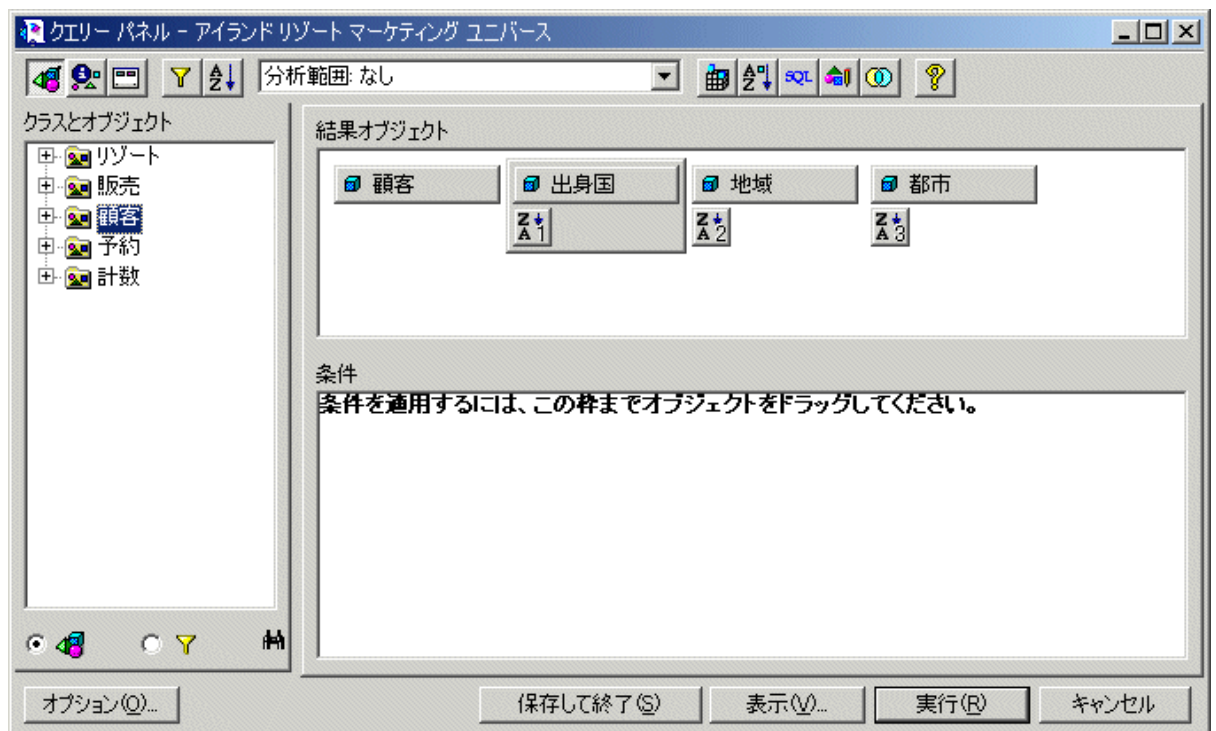 クエリー パネル - アイランド リゾート マーケティング ユニバース
分析範囲: なし
SQL
クラスとオブジェクト
リゾート
販売
顧客
予約
計数
結果オブジェクト
顧客 出身国 地域 都市
Z A 1 Z A 2 Z A 3
条件
条件を適用するには、この枠までオブジェクトをドラッグしてください。
オプション(O)... 保存して終了(S) 表示(V)... 実行(R) キャンセル